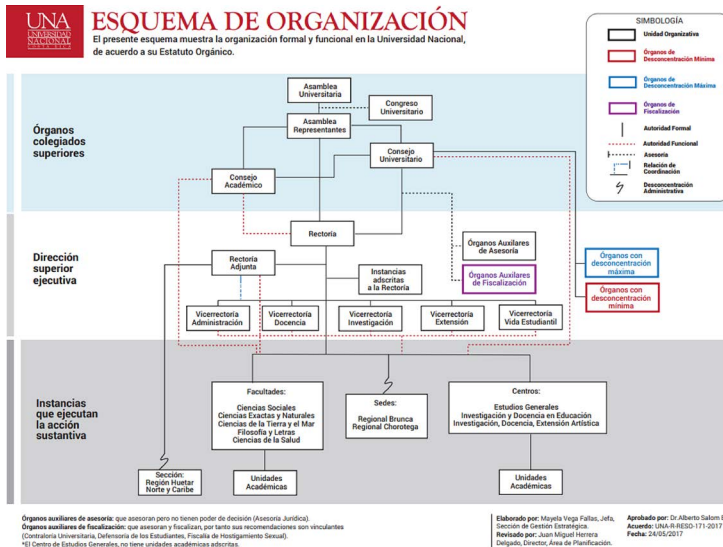 UNA
UNIVERSIDAD
NACIONAL
COSTA RICA
ESQUEMA DE ORGANIZACIÓN
El presente esquema muestra la organización formal y funcional en la Universidad Nacional,
de acuerdo a su Estatuto Orgánico.
SIMBOLOGÍA
Unidad Organizativa
Órganos de
Desconcentración Mínima
Órganos de
Desconcentración Máxima
Órganos de
Fiscalización
Autoridad Formal
Autoridad Funcional
Asesoría
Relación de
Coordinación
Desconcentración
Administrativa
Órganos
colegiados
superiores
Asamblea
Universitaria
Congreso
Universitario
Asamblea
Representantes
Consejo
Universitario
Consejo
Académico
Dirección
superior
ejecutiva
Rectoría
Rectoría
Adjunta
Órganos Auxilares
de Asesoría
Instancias
adscritas
a la Rectoría
Órganos Auxilares
de Fiscalización
Órganos con
desconcentración
máxima
Órganos con
desconcentración
mínima
Vicerrectoría
Administración
Vicerrectoría
Docencia
Vicerrectoría
Investigación
Vicerrectoría
Extensión
Vicerrectoría
Vida Estudiantil
Instancias
que ejecutan
la acción
sustantiva
Facultades:
Ciencias Sociales
Ciencias Exactas y Naturales
Ciencias de la Tierra y el Mar
Filosofía y Letras
Ciencias de la Salud
Sedes:
Regional Brunca
Regional Chorotega
Centros:
Estudios Generales
Investigación y Docencia en Educación
Investigación, Docencia, Extensión Artística
Sección:
Región Huetar
Norte y Caribe
Unidades
Académicas
Unidades
Académicas
Órganos auxiliares de asesoría: que asesoran pero no tienen poder de decisión (Asesoría Jurídica).
Órganos auxiliares de fiscalización: que asesoran y fiscalizan, por tanto sus recomendaciones son vinculantes
(Contraloría Universitaria, Defensoría de los Estudiantes, Fiscalía de Hostigamiento Sexual).
*El Centro de Estudios Generales, no tiene unidades académicas adscritas.
Elaborado por: Mayela Vega Fallas, Jefa,
Sección de Gestión Estratégica.
Revisado por: Juan Miguel Herrera
Delgado, Director, Área de Planificación.
Aprobado por: Dr.Alberto Salom E
Acuerdo: UNA-R-RESO-171-2017
Fecha: 24/05/2017